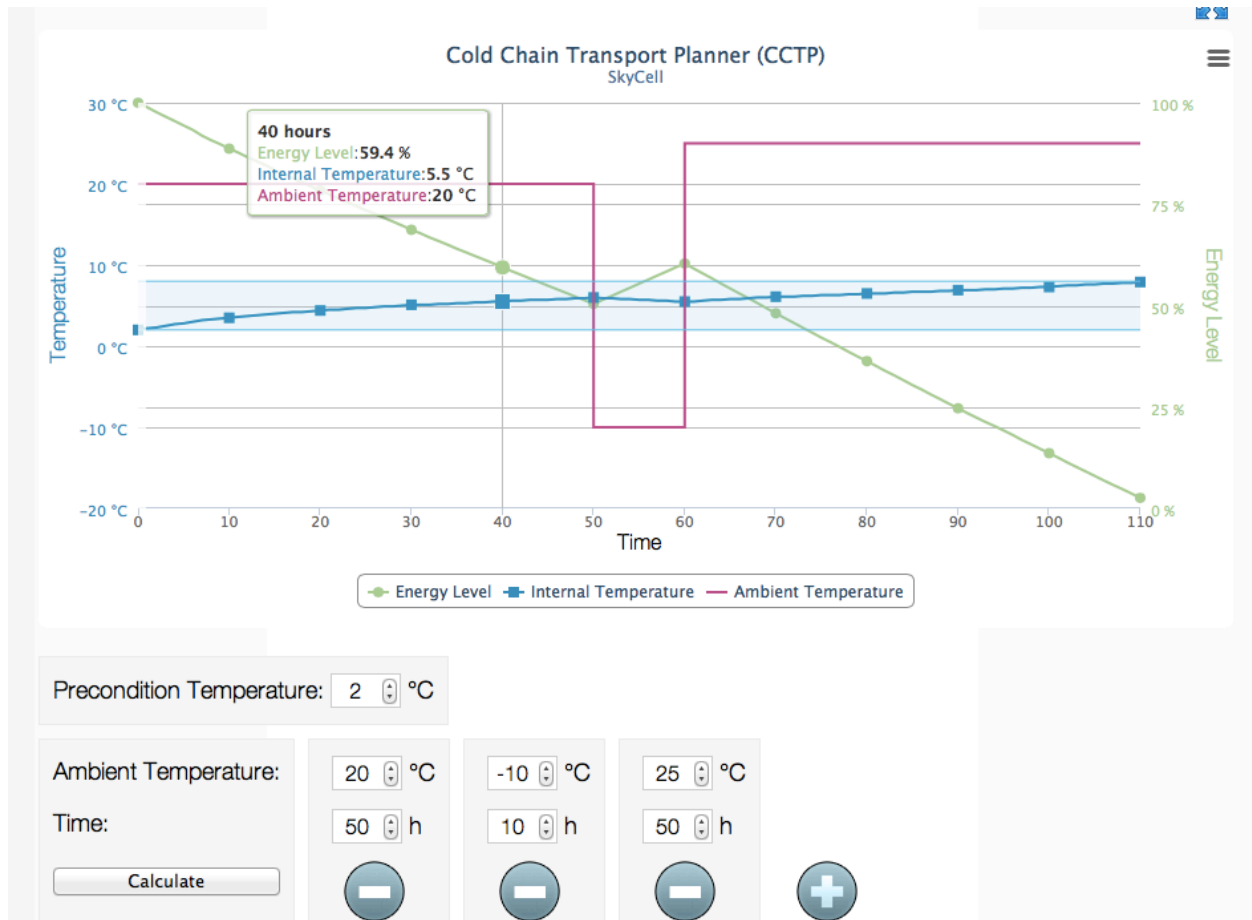 Cold Chain Transport Planner (CCTP)
SkyCell
30 °C
20 °C
10 °C
0 °C
-10 °C
-20 °C
Temperature
100 %
75 %
50 %
25 %
0 %
Energy Level
40 hours
Energy Level:59.4 %
Internal Temperature:5.5 °C
Ambient Temperature:20 °C
0 10 20 30 40 50 60 70 80 90 100 110
Time
Energy Level Internal Temperature Ambient Temperature
Precondition Temperature: 2 °C
Ambient Temperature: 20 °C -10 °C 25 °C
Time: 50 h 10 h 50 h
Calculate